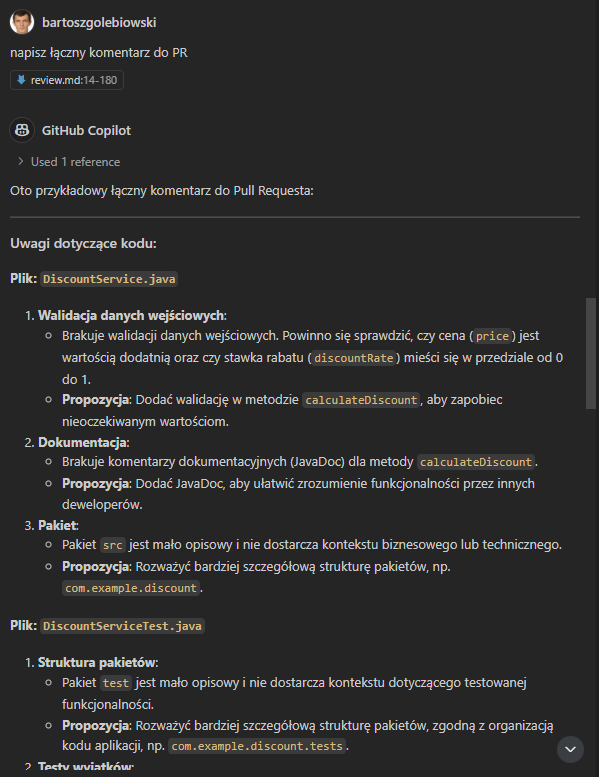 bartoszgolebiowski
napisz łączny komentarz do PR
review.md:14-180
GitHub Copilot
Used 1 reference
Oto przykładowy łączny komentarz do Pull Requesta:
Uwagi dotyczące kodu:
Plik: DiscountService.java
1. Walidacja danych wejściowych:
Brakuje walidacji danych wejściowych. Powinno się sprawdzić, czy cena (price) jest
wartością dodatnią oraz czy stawka rabatu (discountRate) mieści się w przedziale od 0
do 1.
Propozycja: Dodać walidację w metodzie calculateDiscount, aby zapobiec
nieoczekiwanym wartościom.
2. Dokumentacja:
Brakuje komentarzy dokumentacyjnych (JavaDoc) dla metody calculateDiscount.
Propozycja: Dodać JavaDoc, aby ułatwić zrozumienie funkcjonalności przez innych
deweloperów.
3. Pakiet:
Pakiet src jest mało opisowy i nie dostarcza kontekstu biznesowego lub technicznego.
Propozycja: Rozważyć bardziej szczegółową strukturę pakietów, np.
com.example.discount.
Plik: DiscountServiceTest.java
1. Struktura pakietów:
Pakiet test jest mało opisowy i nie dostarcza kontekstu dotyczącego testowanej
funkcjonalności.
Propozycja: Rozważyć bardziej szczegółową strukturę pakietów, zgodną z organizacją
kodu aplikacji, np. com.example.discount.tests.
2. Testy wyjątków: